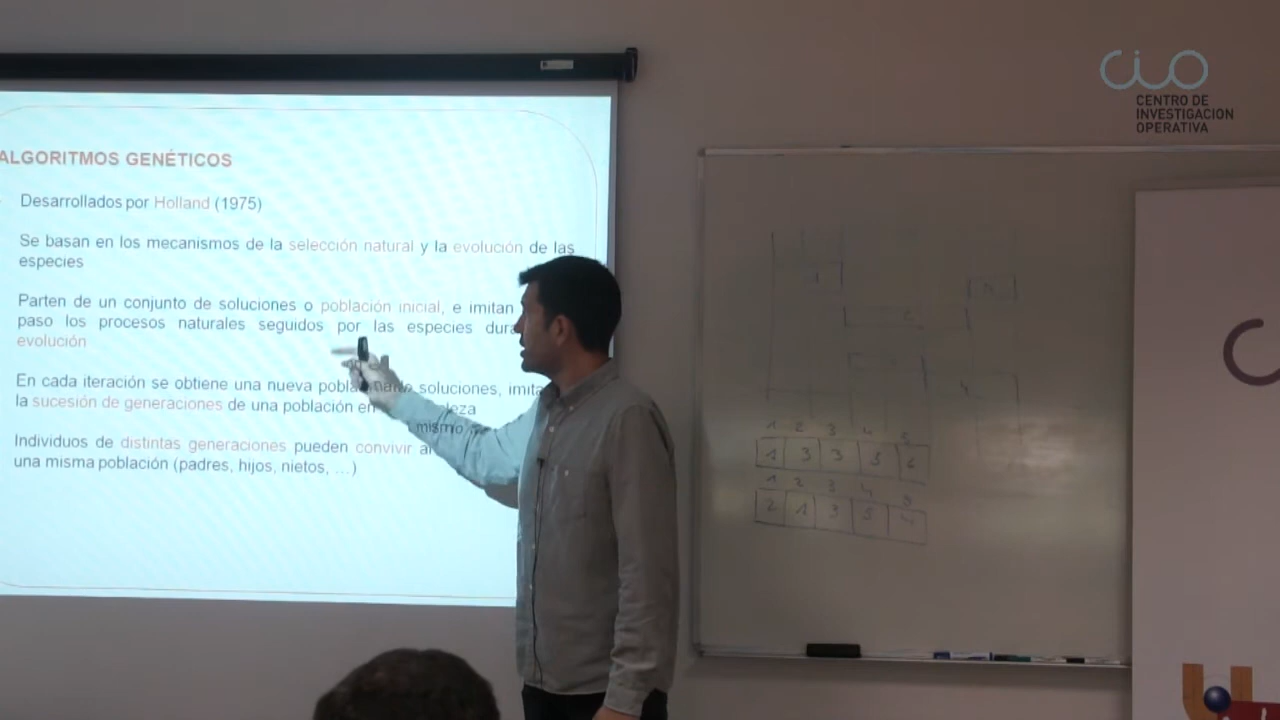 CIO
CENTRO DE
INVESTIGACION
OPERATIVA
ALGORITMOS GENÉTICOS
Desarrollados por Holland (1975)
Se basan en los mecanismos de la selección natural y la evolución de las
especies
Parten de un conjunto de soluciones o población inicial, e imitan
paso los procesos naturales seguidos por las especies
evolución
En cada iteración se obtiene una nueva soluciones,
la sucesión de generaciones de una población en
Individuos de distintas generaciones pueden convivir mismo
una misma población (padres, hijos, nietos, …)
1 2 3 4 5
1 3 3 5 6
1 2 3 4 5
2 1 3 5 4